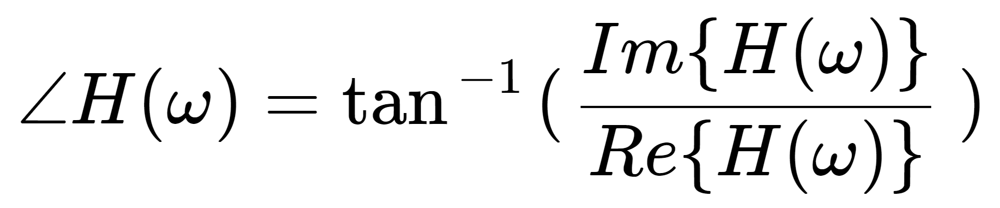 ∠H(ω) = tan⁻¹ ( Im{H(ω)} / Re{H(ω)} )